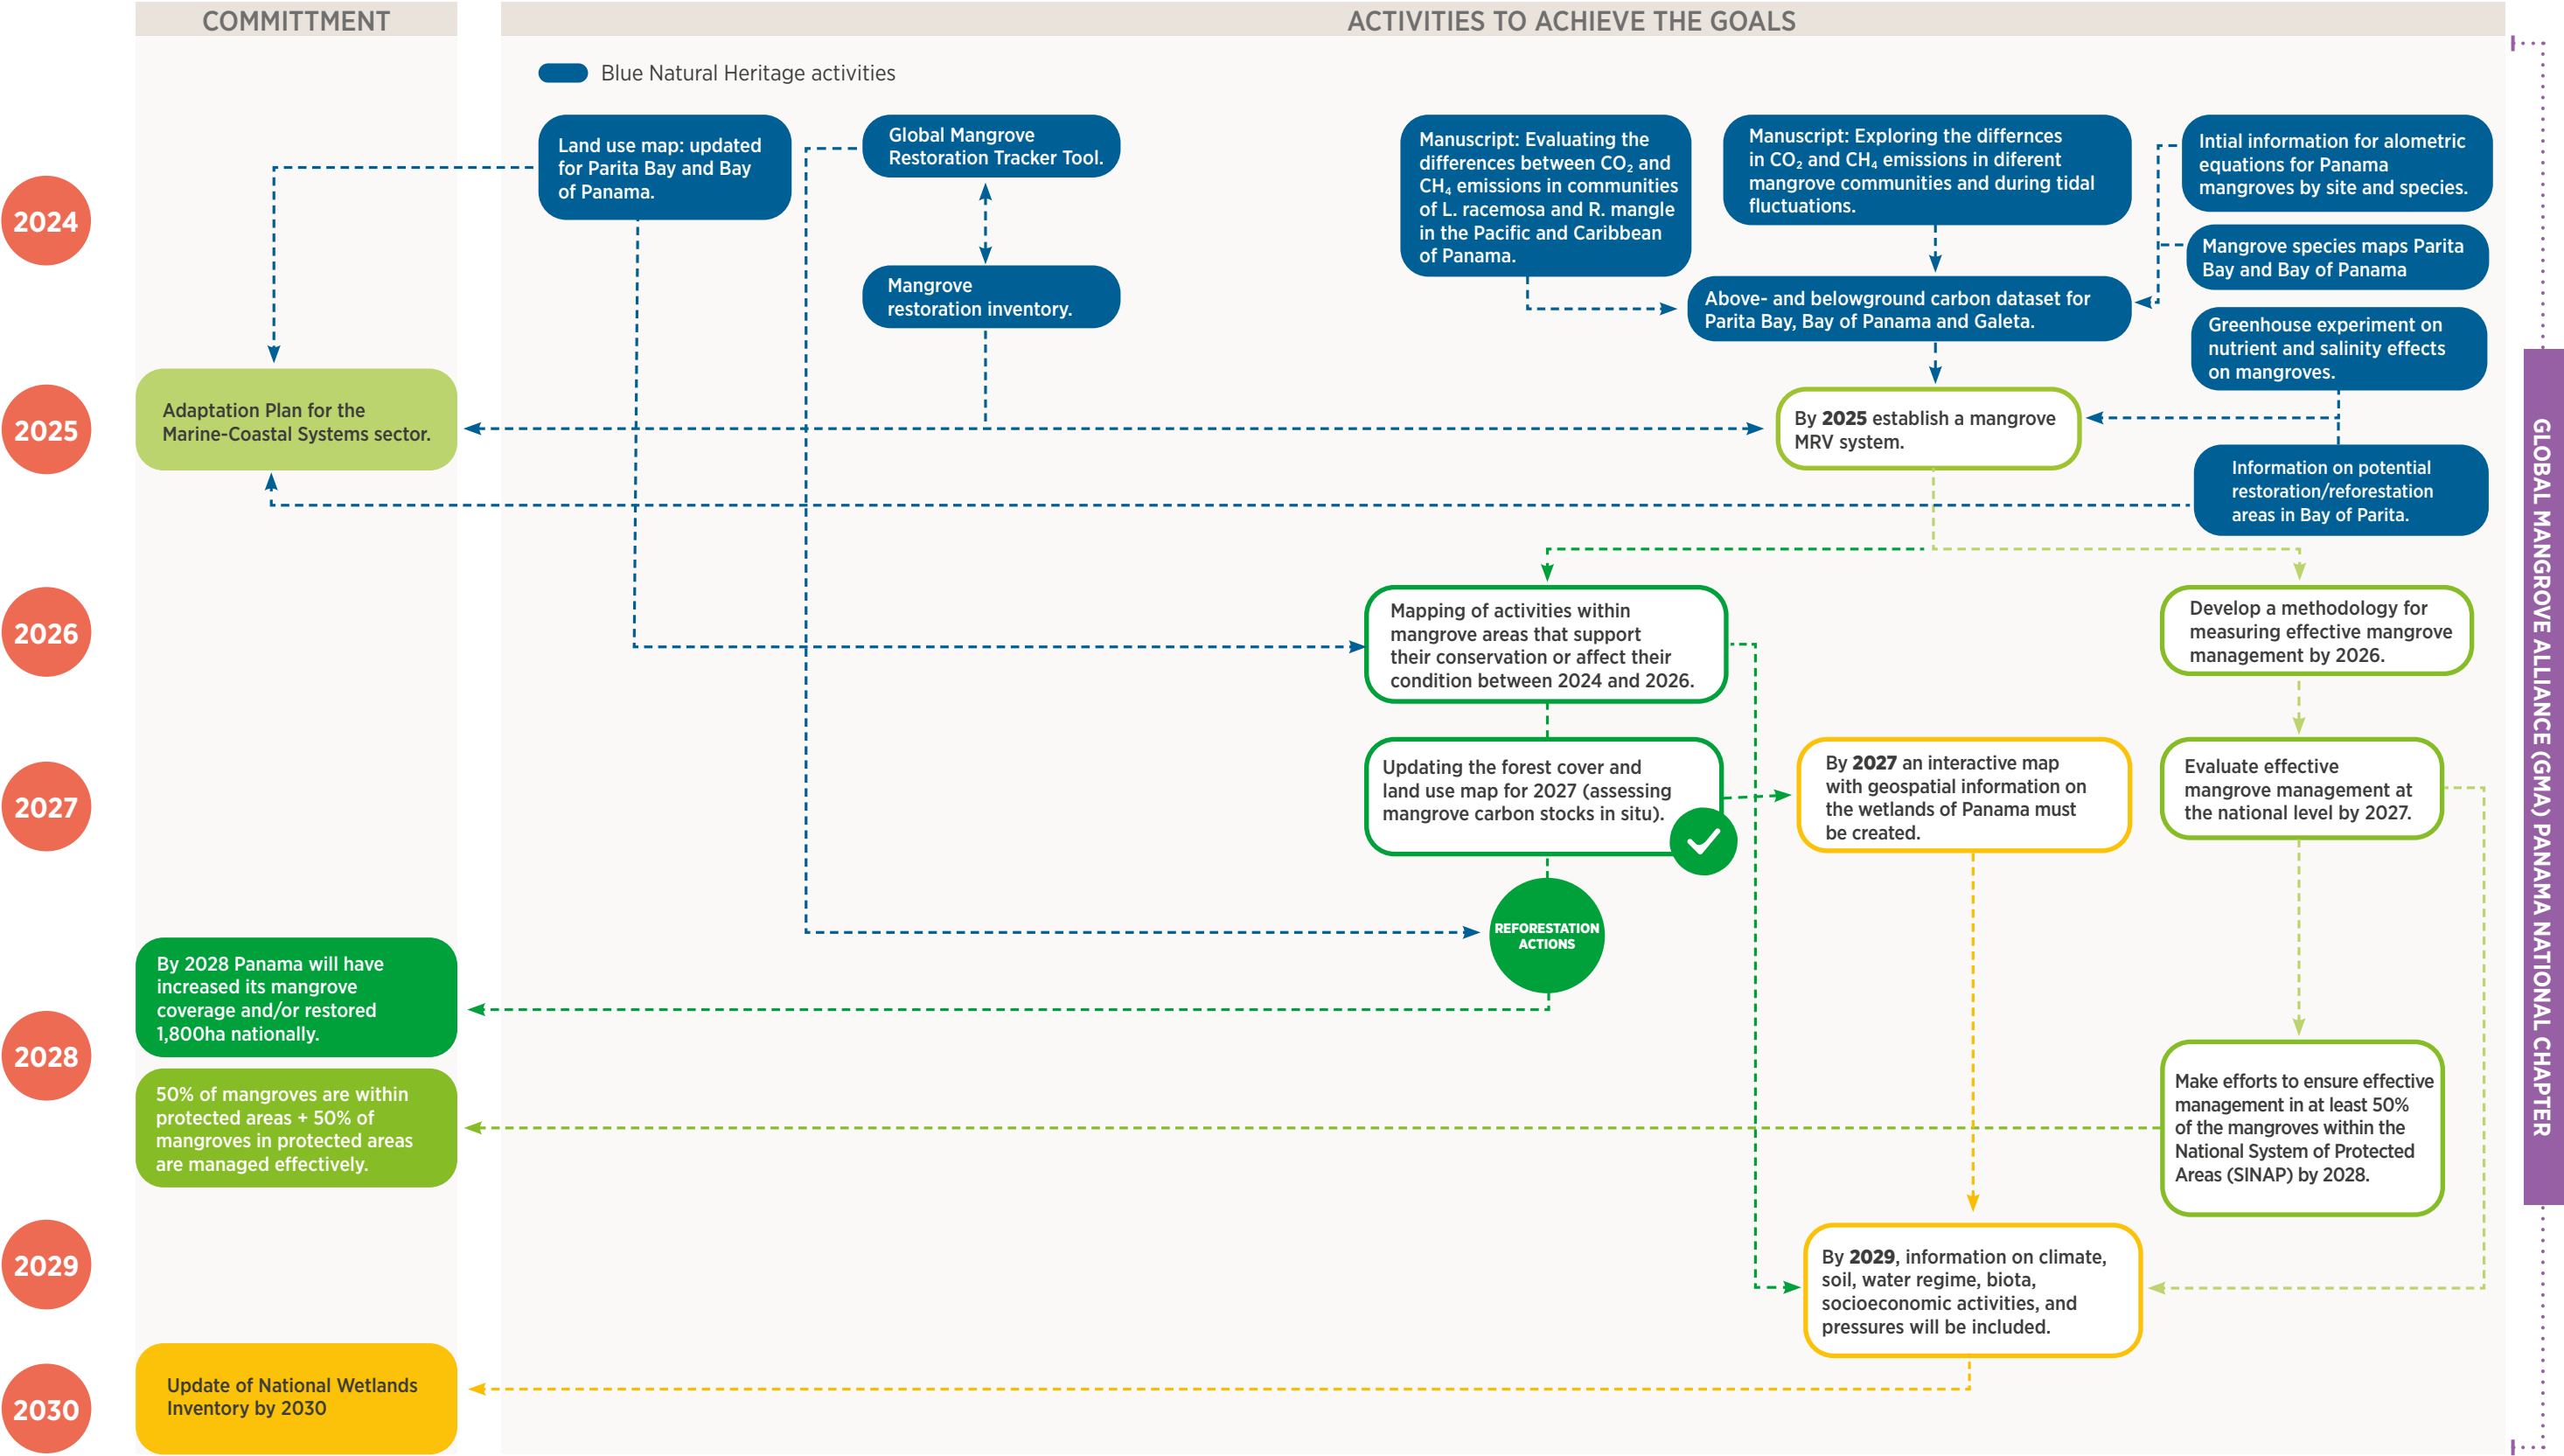 COMMITTMENT
ACTIVITIES TO ACHIEVE THE GOALS
Blue Natural Heritage activities
2024
Land use map: updated
for Parita Bay and Bay
of Panama.
Global Mangrove
Restoration Tracker Tool.
Mangrove
restoration inventory.
Manuscript: Evaluating the
differences between CO₂ and
CH₄ emissions in communities
of L. racemosa and R. mangle
in the Pacific and Caribbean
of Panama.
Manuscript: Exploring the differnces
in CO₂ and CH₄ emissions in diferent
mangrove communities and during tidal
fluctuations.
Intial information for alometric
equations for Panama
mangroves by site and species.
Mangrove species maps Parita
Bay and Bay of Panama
Above- and belowground carbon dataset for
Parita Bay, Bay of Panama and Galeta.
Greenhouse experiment on
nutrient and salinity effects
on mangroves.
2025
Adaptation Plan for the
Marine-Coastal Systems sector.
By 2025 establish a mangrove
MRV system.
Information on potential
restoration/reforestation
areas in Bay of Parita.
2026
Mapping of activities within
mangrove areas that support
their conservation or affect their
condition between 2024 and 2026.
Develop a methodology for
measuring effective mangrove
management by 2026.
2027
Updating the forest cover and
land use map for 2027 (assessing
mangrove carbon stocks in situ).
By 2027 an interactive map
with geospatial information on
the wetlands of Panama must
be created.
Evaluate effective
mangrove management at
the national level by 2027.
REFORESTATION
ACTIONS
2028
By 2028 Panama will have
increased its mangrove
coverage and/or restored
1,800ha nationally.
50% of mangroves are within
protected areas + 50% of
mangroves in protected areas
are managed effectively.
Make efforts to ensure effective
management in at least 50%
of the mangroves within the
National System of Protected
Areas (SINAP) by 2028.
2029
By 2029, information on climate,
soil, water regime, biota,
socioeconomic activities, and
pressures will be included.
2030
Update of National Wetlands
Inventory by 2030
GLOBAL MANGROVE ALLIANCE (GMA) PANAMA NATIONAL CHAPTER